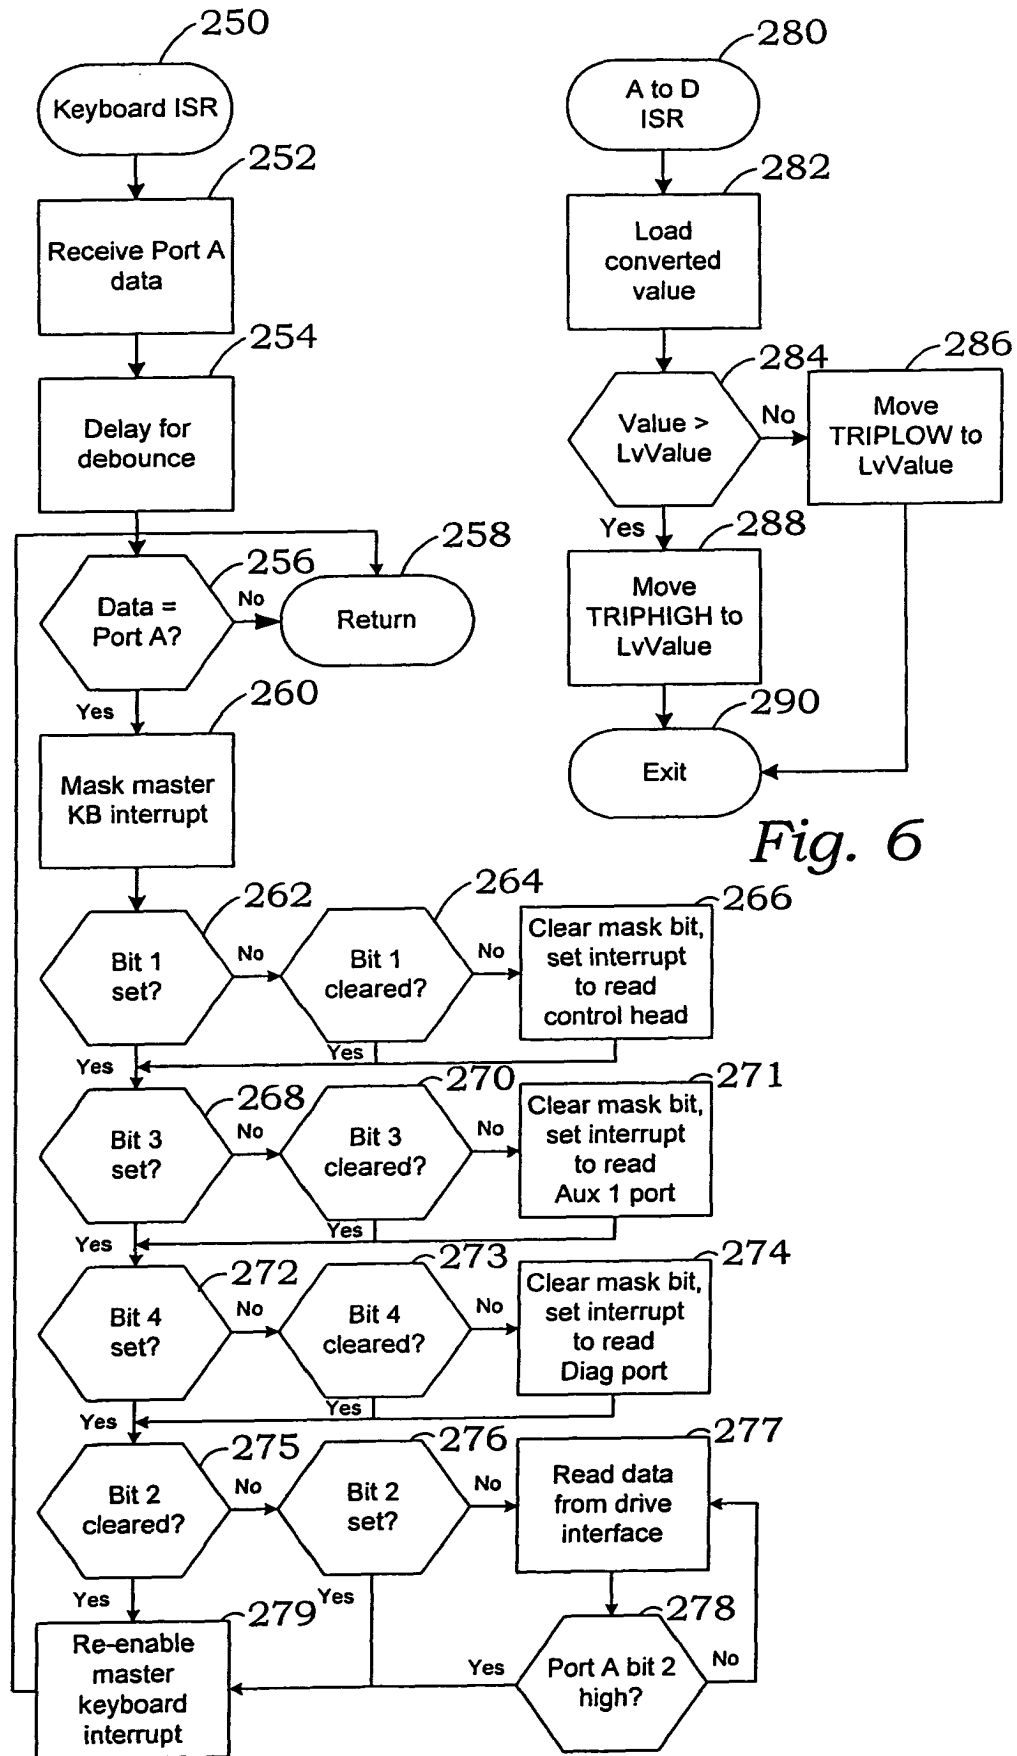 250
Keyboard ISR
252
Receive Port A
data
254
Delay for
debounce
256
Data =
Port A?
No
258
Return
Yes
260
Mask master
KB interrupt
262
Bit 1
set?
No
264
Bit 1
cleared?
No
266
Clear mask bit,
set interrupt
to read
control head
Yes
Yes
268
Bit 3
set?
No
270
Bit 3
cleared?
No
271
Clear mask bit,
set interrupt
to read
Aux 1 port
Yes
Yes
272
Bit 4
set?
No
273
Bit 4
cleared?
No
274
Clear mask bit,
set interrupt
to read
Diag port
Yes
Yes
275
Bit 2
cleared?
No
276
Bit 2
set?
No
277
Read data
from drive
interface
Yes
Yes
278
Port A bit 2
high?
No
Yes
279
Re-enable
master
keyboard
interrupt
280
A to D
ISR
282
Load
converted
value
284
Value >
LvValue
No
286
Move
TRIPLOW to
LvValue
Yes
288
Move
TRIPHIGH to
LvValue
290
Exit
Fig. 6